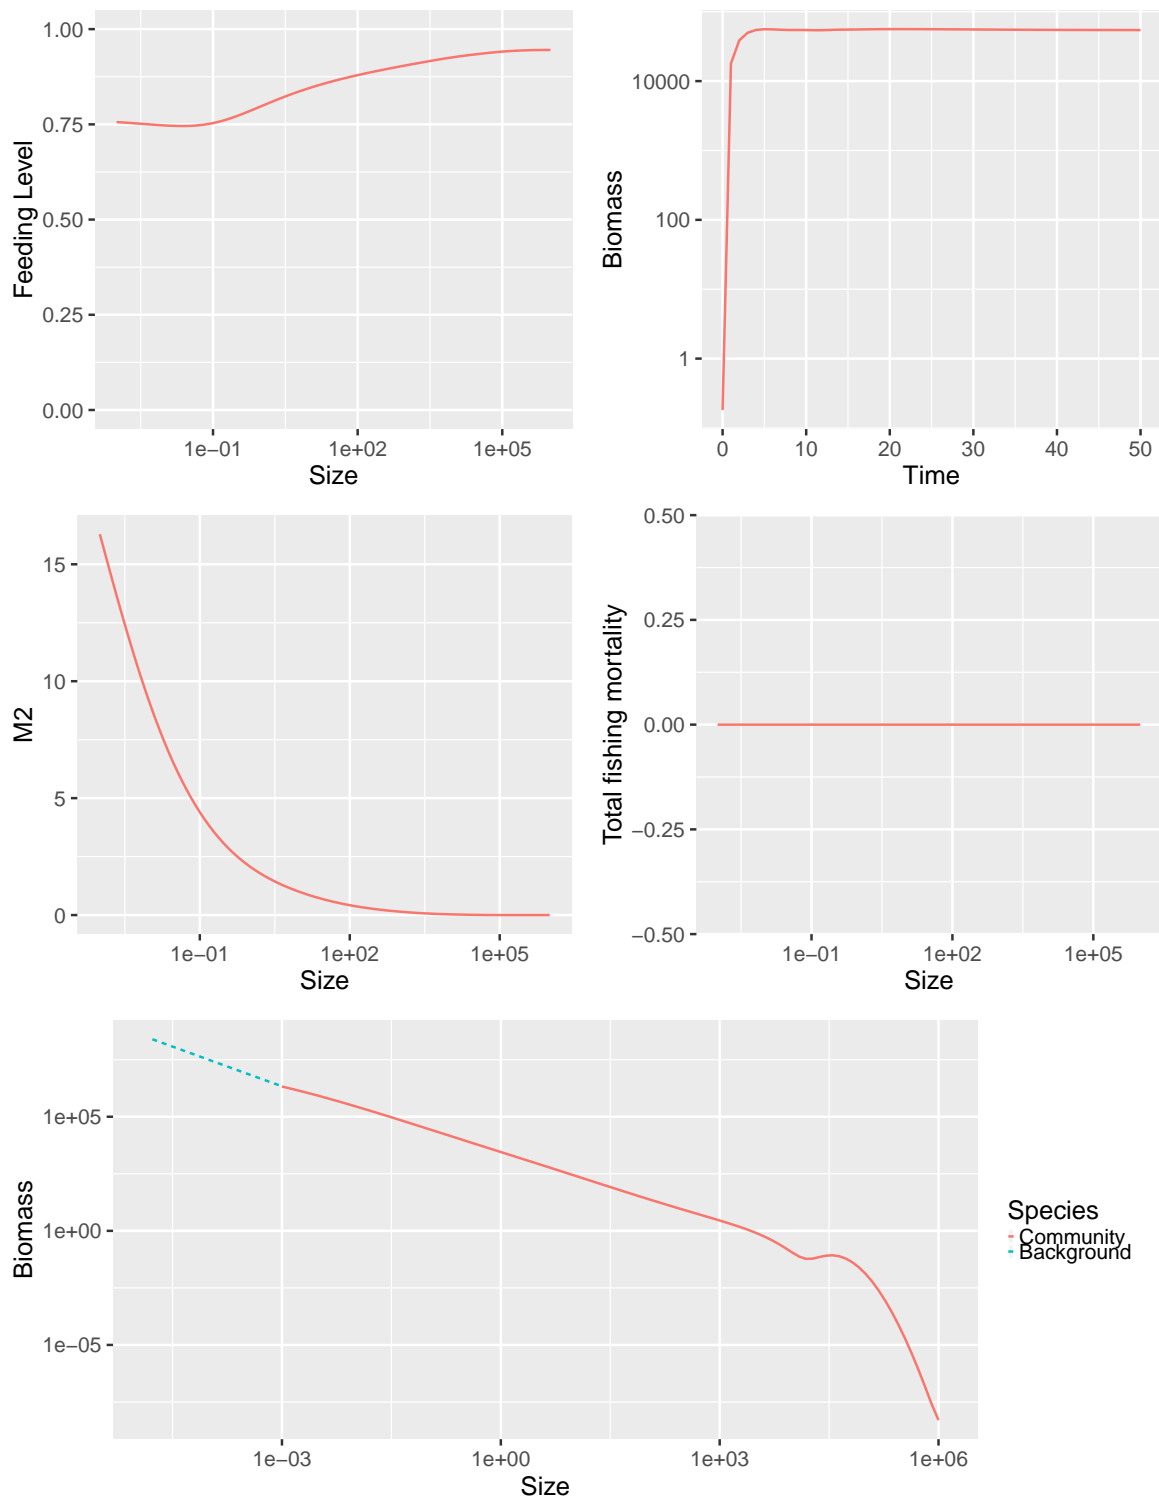 1.00
0.75
0.50
0.25
0.00
Feeding Level
1e−01 1e+02 1e+05
Size
10000
100
1
Biomass
0 10 20 30 40 50
Time
15
10
5
0
M2
1e−01 1e+02 1e+05
Size
0.50
0.25
0.00
−0.25
−0.50
Total fishing mortality
1e−01 1e+02 1e+05
Size
1e+05
1e+00
1e−05
Biomass
1e−03 1e+00 1e+03 1e+06
Size
Species
Community
Background